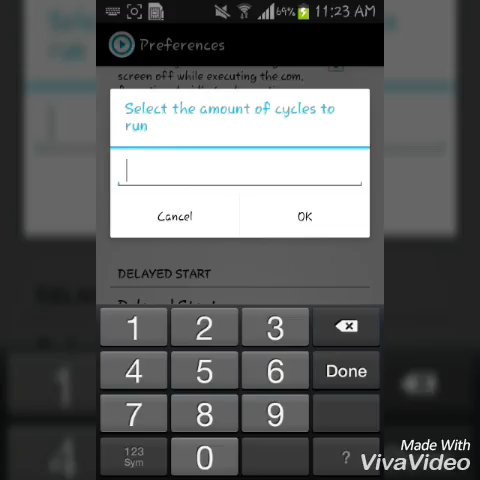 69% 11:23 AM
Preferences
screen off while executing the com.
Select the amount of cycles to
run
Cancel
OK
DELAYED START
Delayed Start
1 2 3
4 5 6 Done
7 8 9
123
Sym
0 ?
Made With
VivaVideo